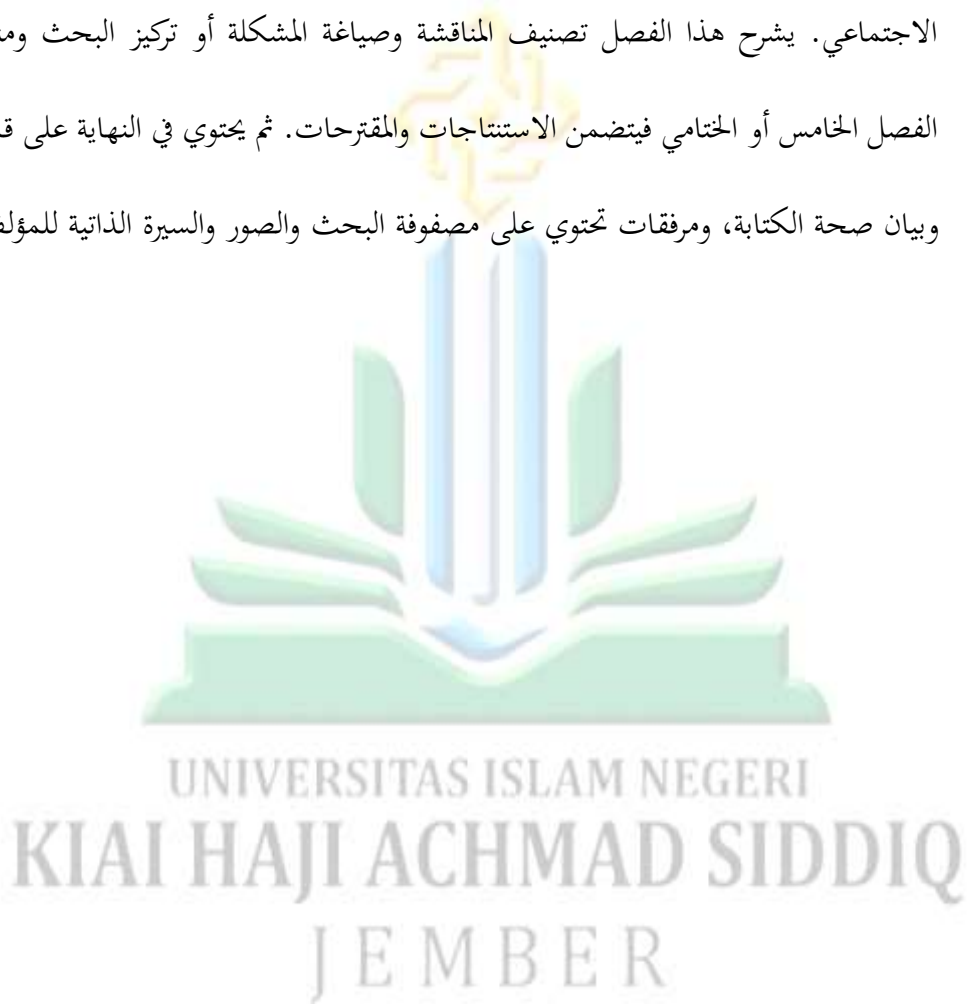 الاجتماعي. يشرح هذا الفصل تصنيف المناقشة وصياغة المشكلة أو تركيز البحث
الفصل الخامس أو الختامي فيتضمن الاستنتاجات والمقترحات. ثم يحتوي في النهاية على
وبيان صحة الكتابة، ومرفقات تحتوي على مصفوفة البحث والصور والسيرة الذاتية
UNIVERSITAS ISLAM NEGERI
KIAI HAJI ACHMAD SIDDIQ
JEMBER